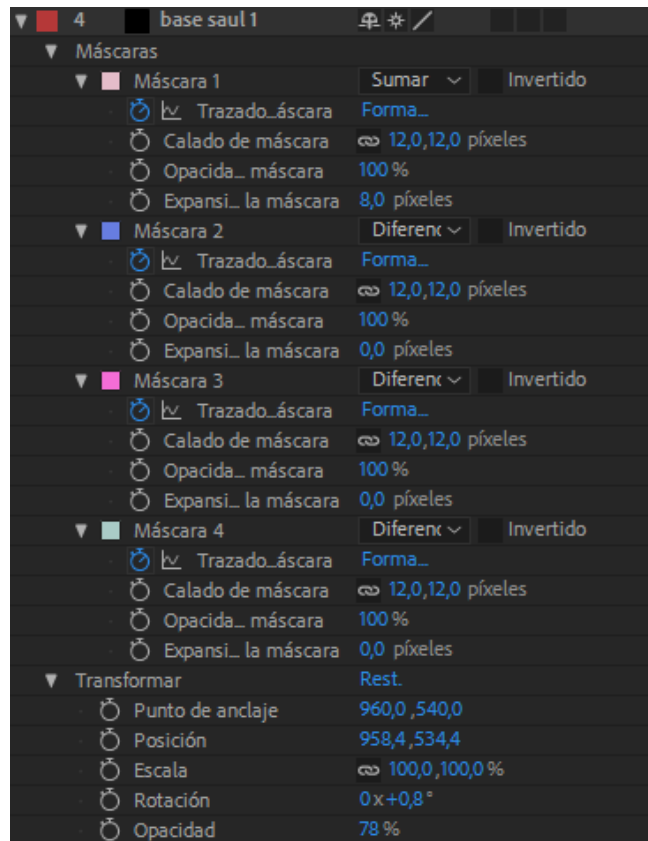 4 base saul 1
Máscaras
Máscara 1 Sumar Invertido
Trazado...áscara Forma...
Calado de máscara 12,0,12,0 píxeles
Opacida... máscara 100 %
Expansi... la máscara 8,0 píxeles
Máscara 2 Diferenc Invertido
Trazado...áscara Forma...
Calado de máscara 12,0,12,0 píxeles
Opacida... máscara 100 %
Expansi... la máscara 0,0 píxeles
Máscara 3 Diferenc Invertido
Trazado...áscara Forma...
Calado de máscara 12,0,12,0 píxeles
Opacida... máscara 100 %
Expansi... la máscara 0,0 píxeles
Máscara 4 Diferenc Invertido
Trazado...áscara Forma...
Calado de máscara 12,0,12,0 píxeles
Opacida... máscara 100 %
Expansi... la máscara 0,0 píxeles
Transformar Rest.
Punto de anclaje 960,0 ,540,0
Posición 958,4 ,534,4
Escala 100,0 ,100,0 %
Rotación 0 x +0,8 °
Opacidad 78 %